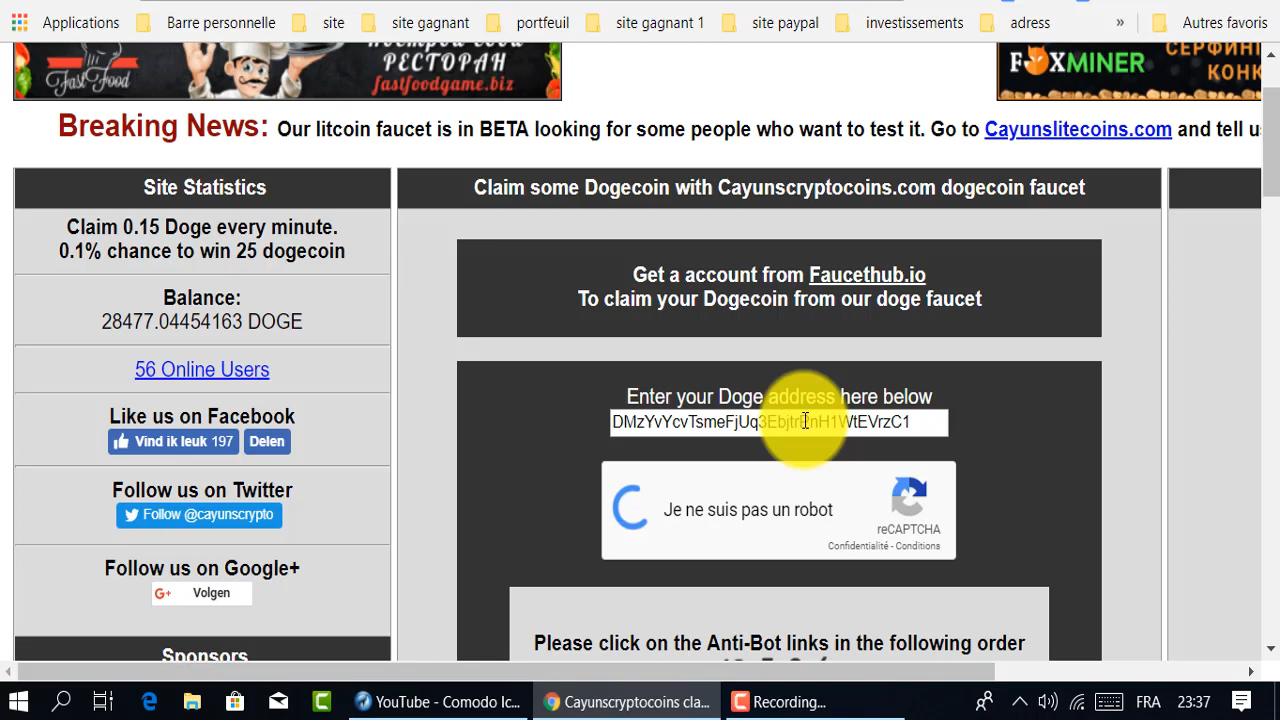 Applications Barre personnelle site site gagnant portfeuil site gagnant 1 site paypal investissements adress » Autres favoris
FastFood
РЕСТОРАН
fastfoodgame.biz
FOXMINER
СЕРФИН
КОНК
Breaking News: Our litcoin faucet is in BETA looking for some people who want to test it. Go to Cayunslitecoins.com and tell u
Site Statistics
Claim 0.15 Doge every minute.
0.1% chance to win 25 dogecoin
Balance:
28477.04454163 DOGE
56 Online Users
Like us on Facebook
Vind ik leuk 197 Delen
Follow us on Twitter
Follow @cayunscrypto
Follow us on Google+
G+ Volgen
Sponsors
Claim some Dogecoin with Cayunscryptocoins.com dogecoin faucet
Get a account from Faucethub.io
To claim your Dogecoin from our doge faucet
Enter your Doge address here below
Je ne suis pas un robot
reCAPTCHA
Confidentialité - Conditions
Please click on the Anti-Bot links in the following order
YouTube - Comodo Ic... Cayunscryptocoins cla... Recording... FRA 23:37